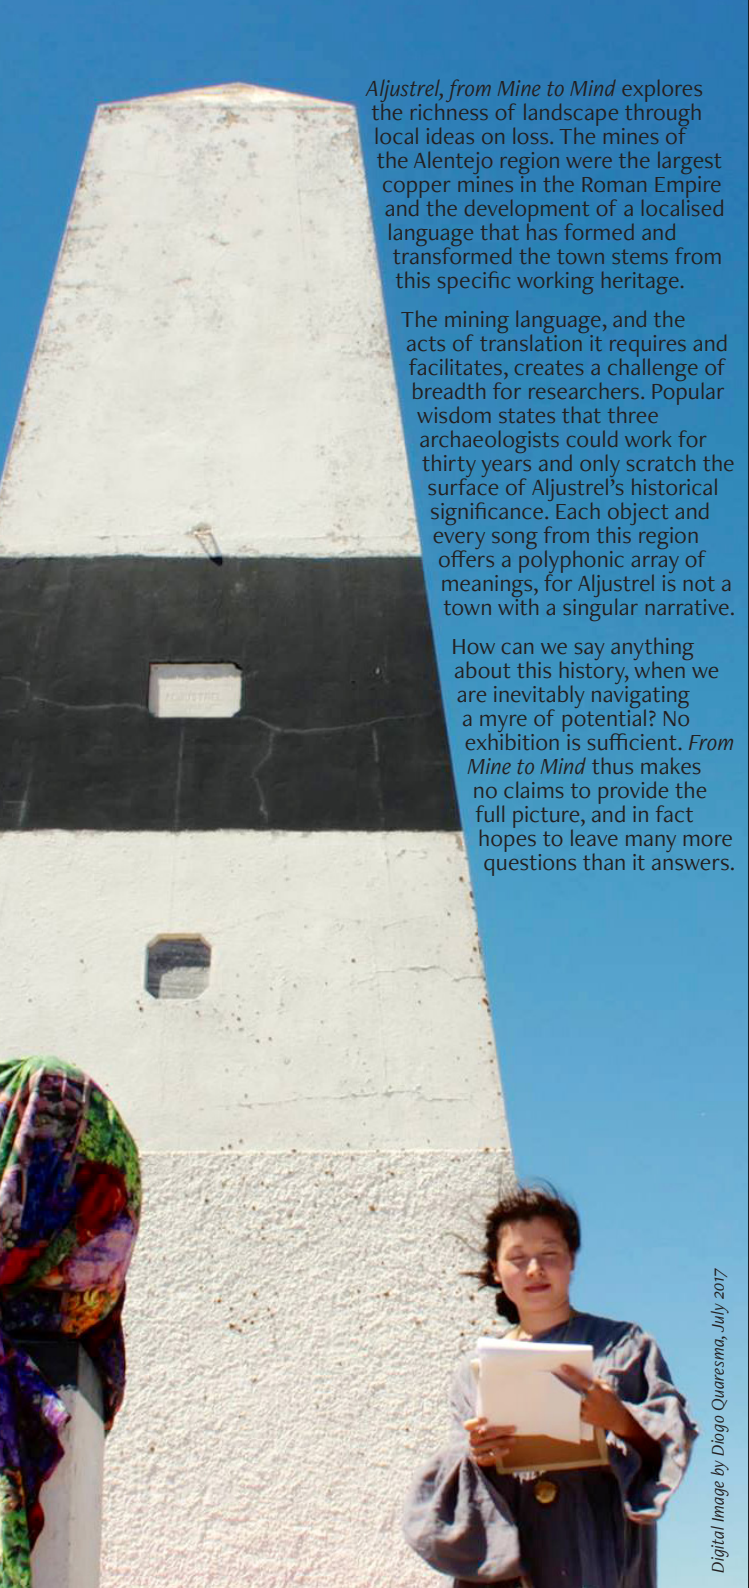 Aljustrel, from Mine to Mind explores
the richness of landscape through
local ideas on loss. The mines of
the Alentejo region were the largest
copper mines in the Roman Empire
and the development of a localised
language that has formed and
transformed the town stems from
this specific working heritage.
The mining language, and the
acts of translation it requires and
facilitates, creates a challenge of
breadth for researchers. Popular
wisdom states that three
archaeologists could work for
thirty years and only scratch the
surface of Aljustrel's historical
significance. Each object and
every song from this region
offers a polyphonic array of
meanings, for Aljustrel is not a
town with a singular narrative.
How can we say anything
about this history, when we
are inevitably navigating
a myre of potential? No
exhibition is sufficient. From
Mine to Mind thus makes
no claims to provide the
full picture, and in fact
hopes to leave many more
questions than it answers.
Digital Image by Diogo Quaresma, July 2017